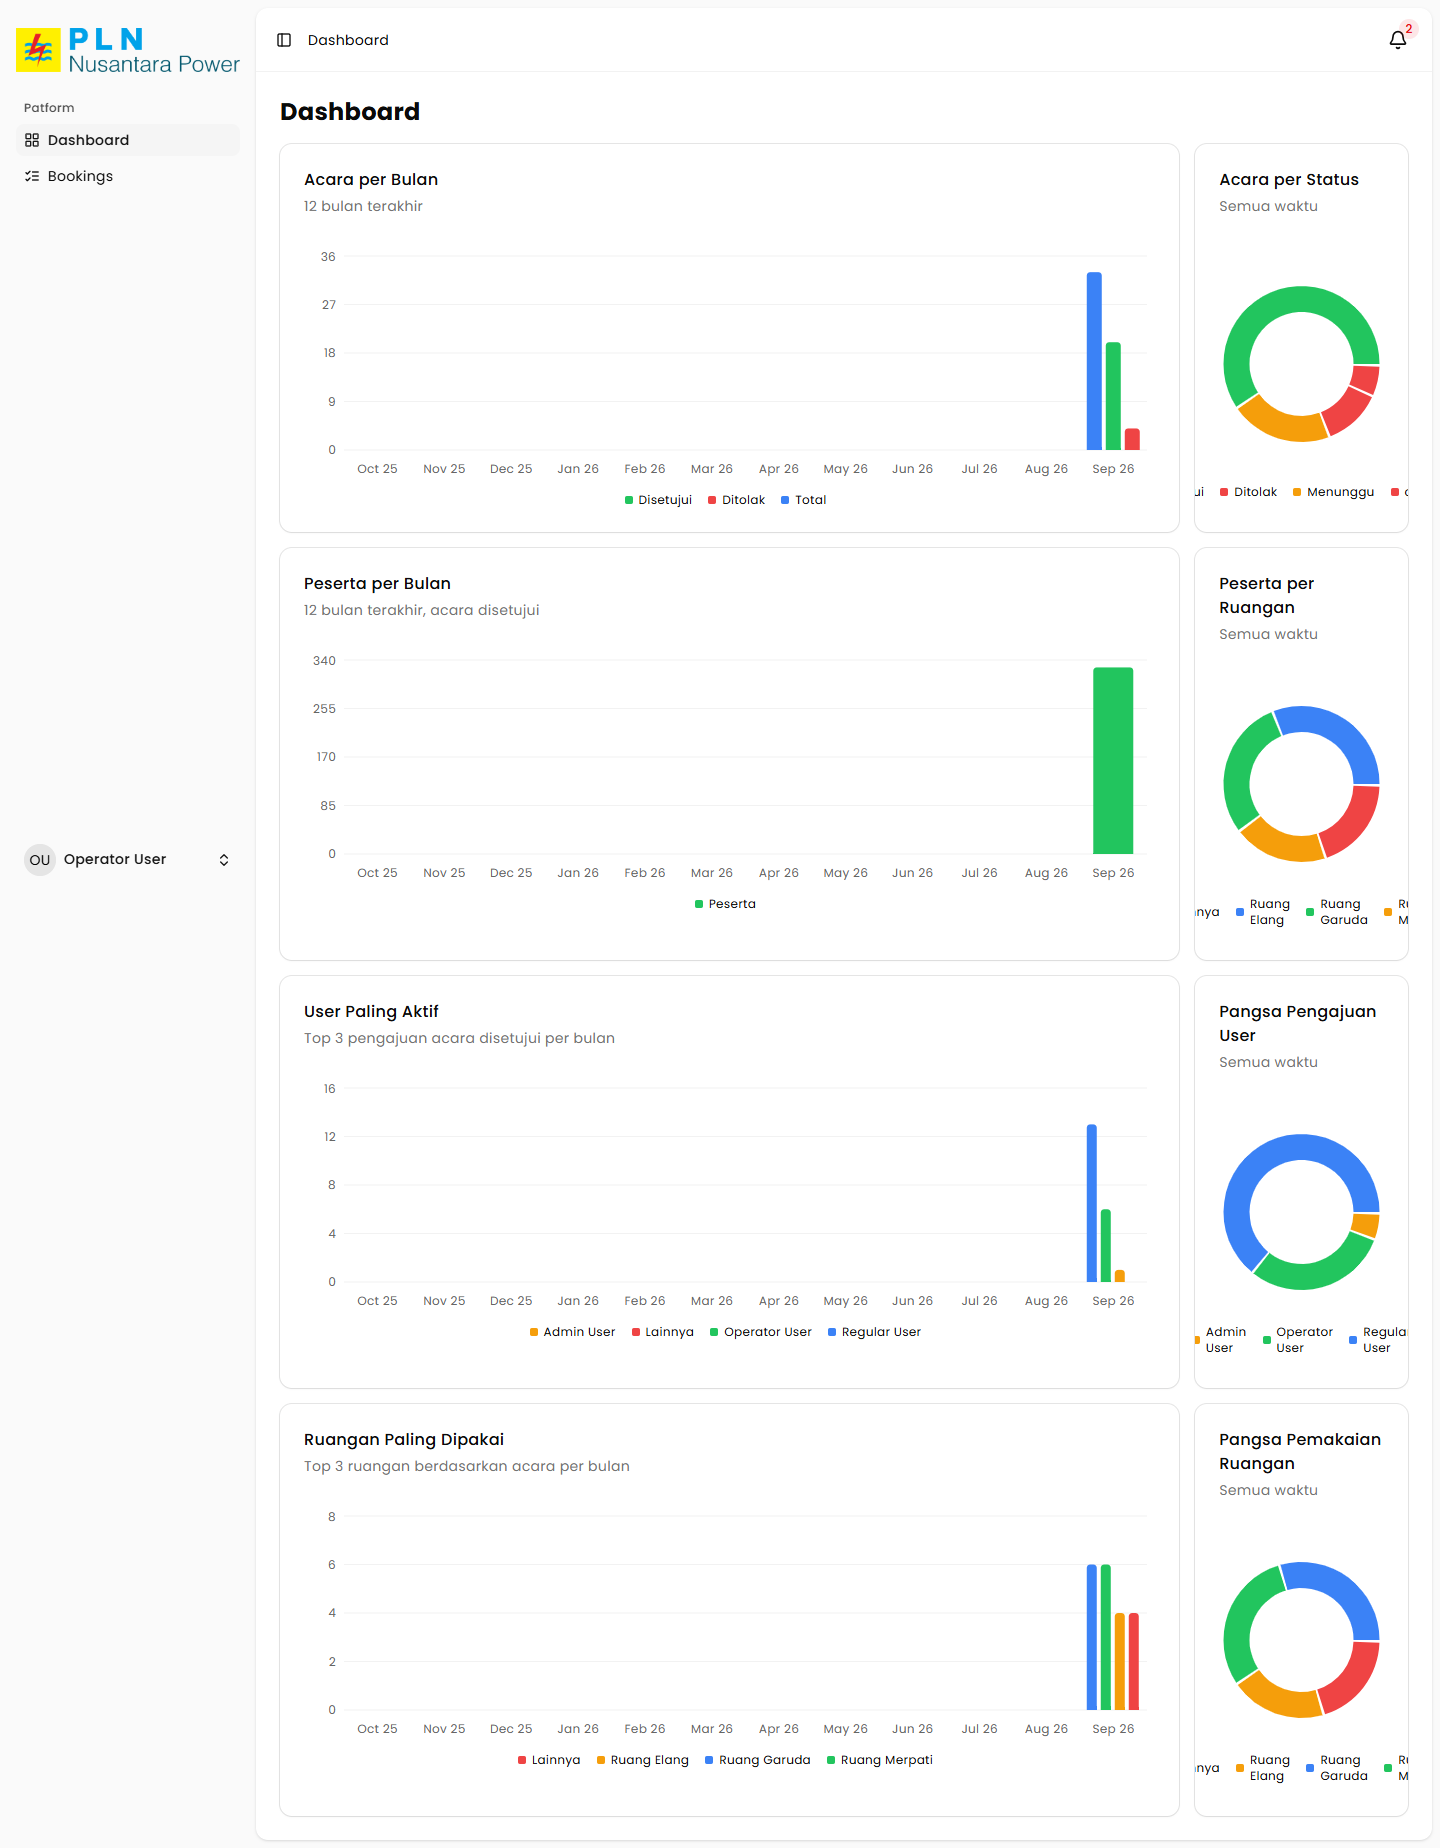 PLN
Nusantara Power
Patform
Dashboard
Bookings
OU Operator User
Dashboard
2
Dashboard
Acara per Bulan
12 bulan terakhir
36
27
18
9
0
Oct 25 Nov 25 Dec 25 Jan 26 Feb 26 Mar 26 Apr 26 May 26 Jun 26 Jul 26 Aug 26 Sep 26
Disetujui Ditolak Total
Acara per Status
Semua waktu
ui Ditolak Menunggu
Peserta per Bulan
12 bulan terakhir, acara disetujui
340
255
170
85
0
Oct 25 Nov 25 Dec 25 Jan 26 Feb 26 Mar 26 Apr 26 May 26 Jun 26 Jul 26 Aug 26 Sep 26
Peserta
Peserta per
Ruangan
Semua waktu
nnya Ruang Elang Ruang Garuda
User Paling Aktif
Top 3 pengajuan acara disetujui per bulan
16
12
8
4
0
Oct 25 Nov 25 Dec 25 Jan 26 Feb 26 Mar 26 Apr 26 May 26 Jun 26 Jul 26 Aug 26 Sep 26
Admin User Lainnya Operator User Regular User
Pangsa Pengajuan
User
Semua waktu
Admin User Operator User Regula User
Ruangan Paling Dipakai
Top 3 ruangan berdasarkan acara per bulan
8
6
4
2
0
Oct 25 Nov 25 Dec 25 Jan 26 Feb 26 Mar 26 Apr 26 May 26 Jun 26 Jul 26 Aug 26 Sep 26
Lainnya Ruang Elang Ruang Garuda Ruang Merpati
Pangsa Pemakaian
Ruangan
Semua waktu
nnya Ruang Elang Ruang Garuda